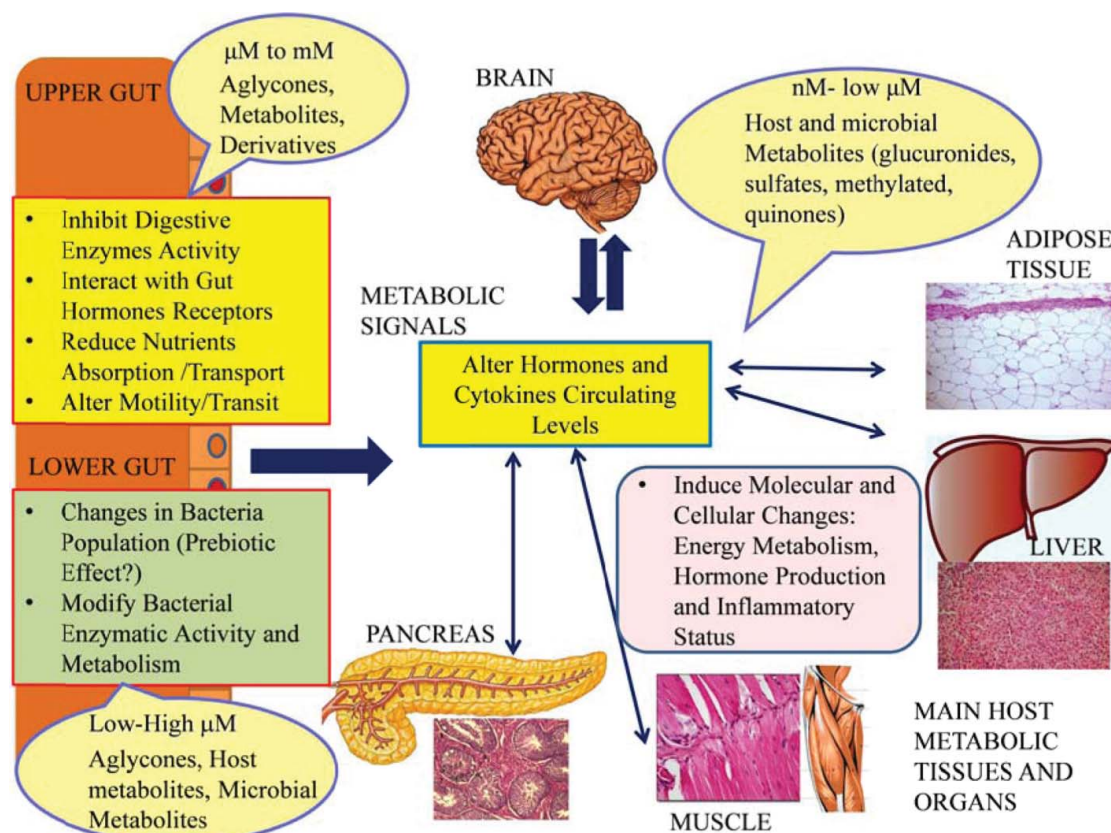 UPPER GUT
μM to mM
Aglycones,
Metabolites,
Derivatives
• Inhibit Digestive
Enzymes Activity
• Interact with Gut
Hormones Receptors
• Reduce Nutrients
Absorption /Transport
• Alter Motility/Transit
LOWER GUT
• Changes in Bacteria
Population (Prebiotic
Effect?)
• Modify Bacterial
Enzymatic Activity and
Metabolism
Low-High μM
Aglycones, Host
metabolites, Microbial
Metabolites
BRAIN
nM- low μM
Host and microbial
Metabolites (glucuronides,
sulfates, methylated,
quinones)
METABOLIC
SIGNALS
Alter Hormones and
Cytokines Circulating
Levels
ADIPOSE
TISSUE
• Induce Molecular and
Cellular Changes:
Energy Metabolism,
Hormone Production
and Inflammatory
Status
LIVER
PANCREAS
MUSCLE
MAIN HOST
METABOLIC
TISSUES AND
ORGANS